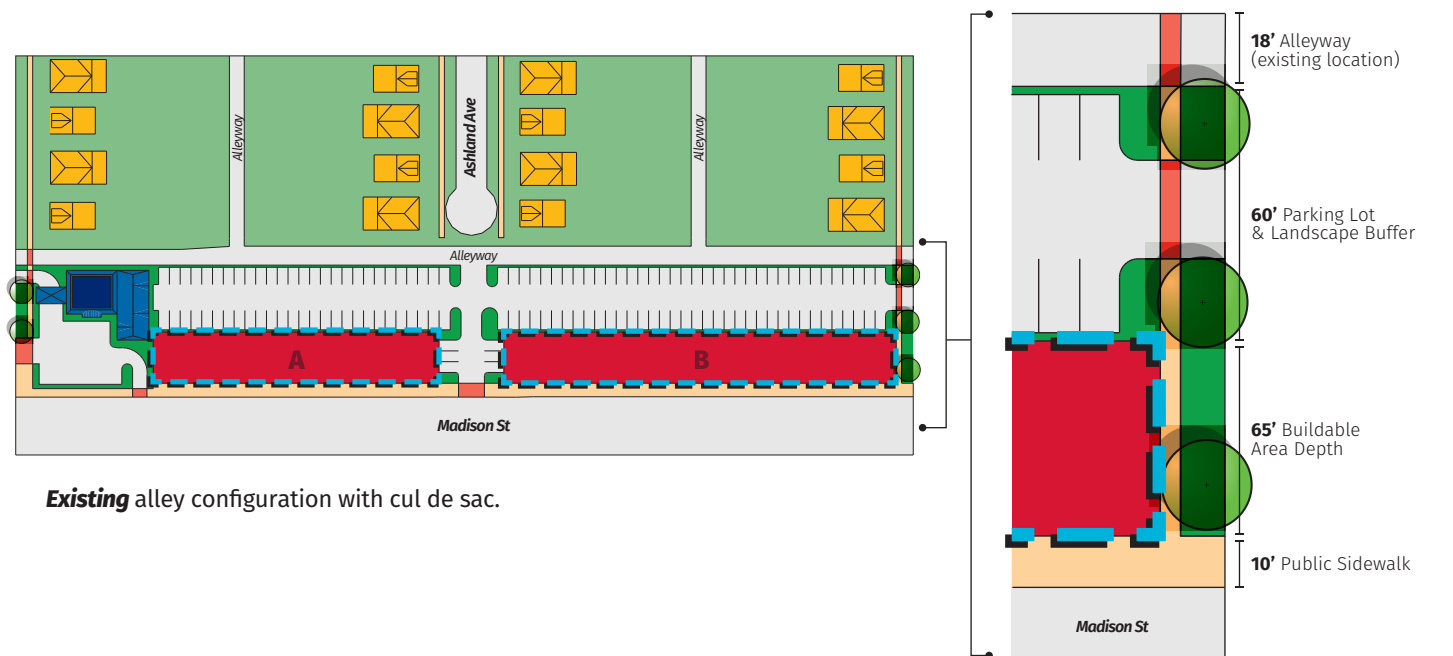 Alleyway
Ashland Ave
Alleyway
Alleyway
A
B
Madison St
Existing alley configuration with cul de sac.
18’ Alleyway
(existing location)
60’ Parking Lot
& Landscape Buffer
65’ Buildable
Area Depth
10’ Public Sidewalk
Madison St